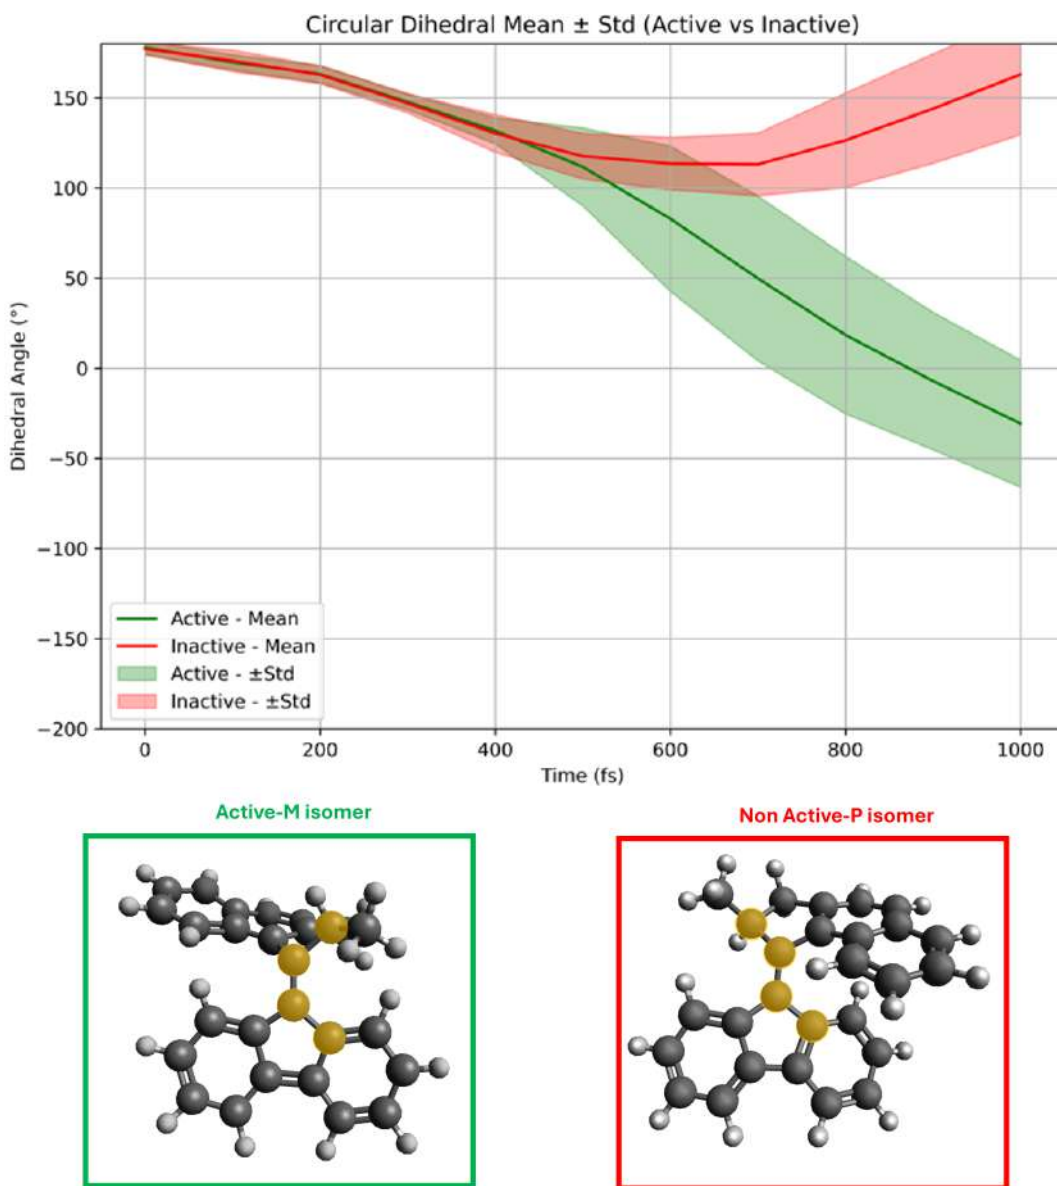 Circular Dihedral Mean ± Std (Active vs Inactive)
Dihedral Angle (°)
150
100
50
0
−50
−100
−150
−200
Active - Mean
Inactive - Mean
Active - ±Std
Inactive - ±Std
0
200
400
600
800
1000
Time (fs)
Active-M isomer
Non Active-P isomer